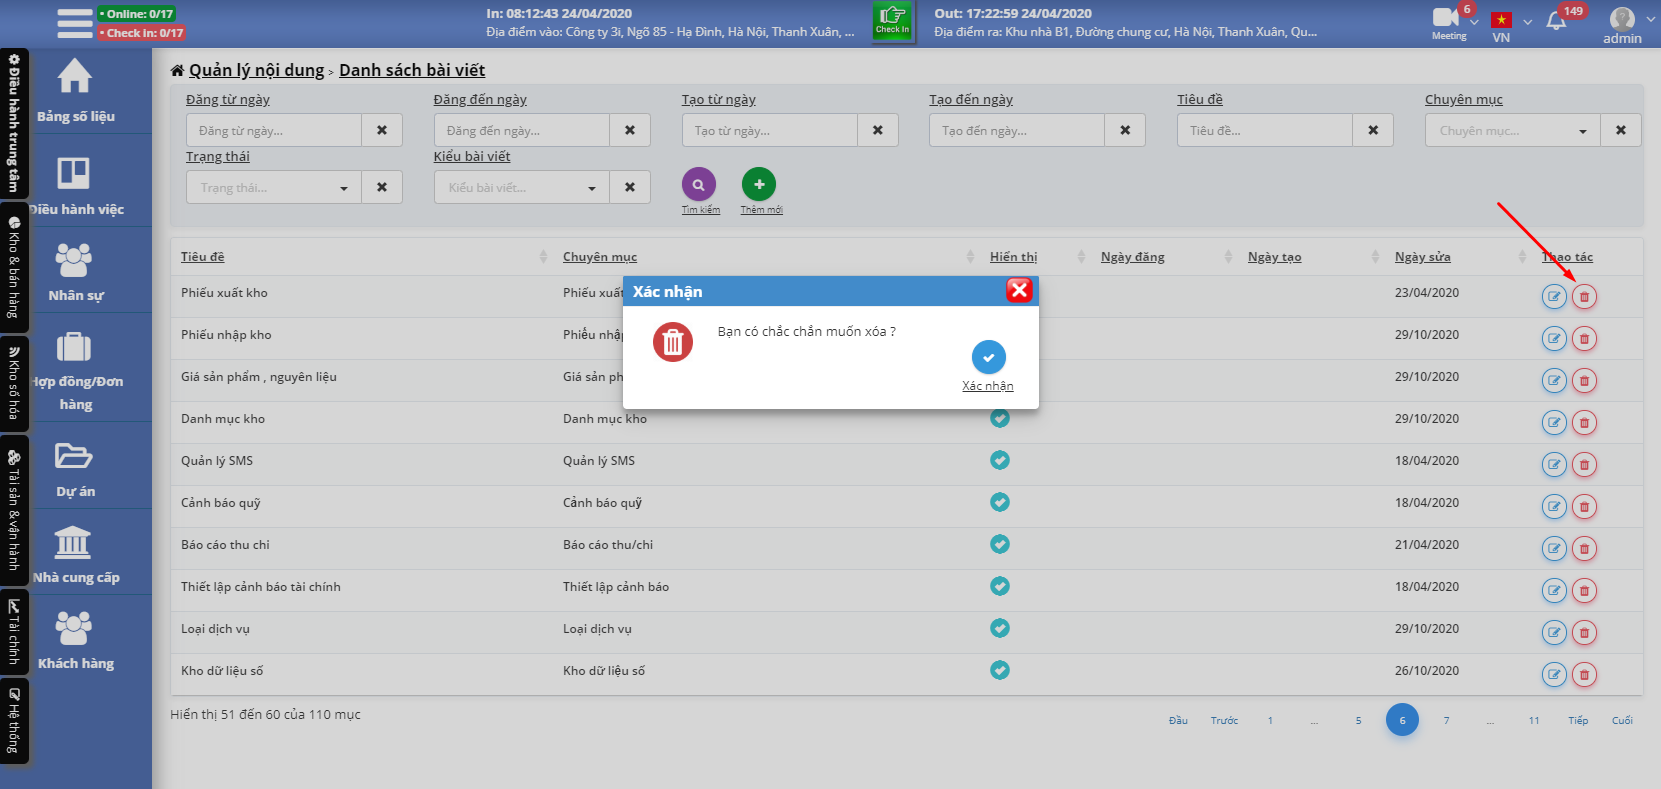 • Online: 0/17
• Check in: 0/17
In: 08:12:43 24/04/2020
Địa điểm vào: Công ty 3i, Ngõ 85 - Hạ Đình, Hà Nội, Thanh Xuân, ...
Check In
Out: 17:22:59 24/04/2020
Địa điểm ra: Khu nhà B1, Đường chung cư, Hà Nội, Thanh Xuân, Qu...
6
Meeting
VN
149
admin
Điều hành trung tâm
Kho & bán hàng
Kho số hóa
Tài sản & vận hành
Tài chính
Hệ thống
Bảng số liệu
Điều hành việc
Nhân sự
Hợp đồng/Đơn
hàng
Dự án
Nhà cung cấp
Khách hàng
Quản lý nội dung > Danh sách bài viết
Đăng từ ngày Đăng đến ngày Tạo từ ngày Tạo đến ngày Tiêu đề Chuyên mục
Đăng từ ngày... Đăng đến ngày... Tạo từ ngày... Tạo đến ngày... Tiêu đề... Chuyên mục...
Trạng thái Kiểu bài viết
Trạng thái... Kiểu bài viết...
Tìm kiếm Thêm mới
Tiêu đề Chuyên mục Hiển thị Ngày đăng Ngày tạo Ngày sửa Thao tác
Phiếu xuất kho Phiếu xuất 23/04/2020
Phiếu nhập kho Phiếu nhập 29/10/2020
Giá sản phẩm , nguyên liệu Giá sản ph 29/10/2020
Danh mục kho Danh mục kho 29/10/2020
Quản lý SMS Quản lý SMS 18/04/2020
Cảnh báo quỹ Cảnh báo quỹ 18/04/2020
Báo cáo thu chi Báo cáo thu/chi 21/04/2020
Thiết lập cảnh báo tài chính Thiết lập cảnh báo 18/04/2020
Loại dịch vụ Loại dịch vụ 29/10/2020
Kho dữ liệu số Kho dữ liệu số 26/10/2020
Xác nhận
Bạn có chắc chắn muốn xóa ?
Xác nhận
Hiển thị 51 đến 60 của 110 mục
Đầu Trước 1 ... 5 6 7 ... 11 Tiếp Cuối